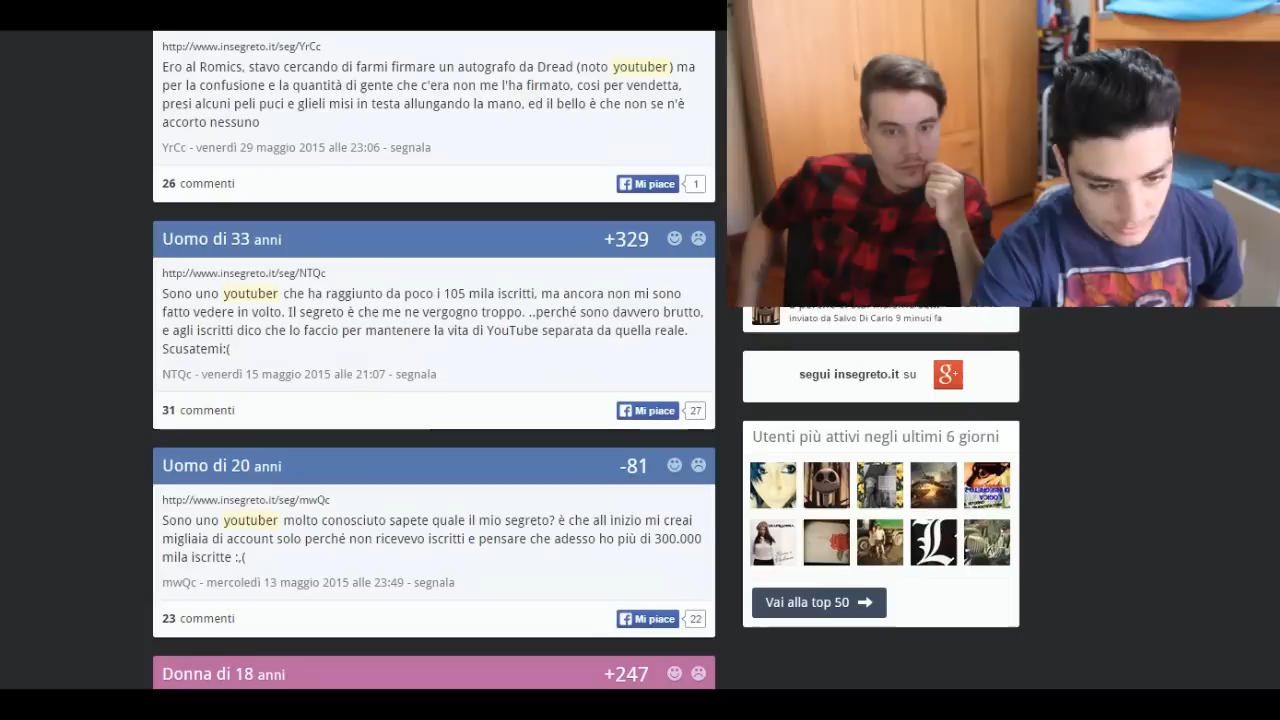 http://www.insegreto.it/seg/YrCc
Ero al Romics, stavo cercando di farmi firmare un autografo da Dread (noto youtuber) ma
per la confusione e la quantità di gente che c'era non me l'ha firmato, cosi per vendetta,
presi alcuni peli puci e glieli misi in testa allungando la mano, ed il bello è che non se n'è
accorto nessuno
YrCc - venerdì 29 maggio 2015 alle 23:06 - segnala
26 commenti
Mi piace 1
Uomo di 33 anni +329
http://www.insegreto.it/seg/NTQc
Sono uno youtuber che ha raggiunto da poco i 105 mila iscritti, ma ancora non mi sono
fatto vedere in volto. Il segreto è che me ne vergogno troppo. ..perché sono davvero brutto,
e agli iscritti dico che lo faccio per mantenere la vita di YouTube separata da quella reale.
Scusatemi:(
NTQc - venerdì 15 maggio 2015 alle 21:07 - segnala
31 commenti
Mi piace 27
Uomo di 20 anni -81
http://www.insegreto.it/seg/mwQc
Sono uno youtuber molto conosciuto sapete quale il mio segreto? è che all inizio mi creai
migliaia di account solo perché non ricevevo iscritti e pensare che adesso ho più di 300.000
mila iscritte :,(
mwQc - mercoledì 13 maggio 2015 alle 23:49 - segnala
23 commenti
Mi piace 22
Donna di 18 anni +247
inviato da Salvo Di Carlo 9 minuti fa
segui insegreto.it su g+
Utenti più attivi negli ultimi 6 giorni
Vai alla top 50